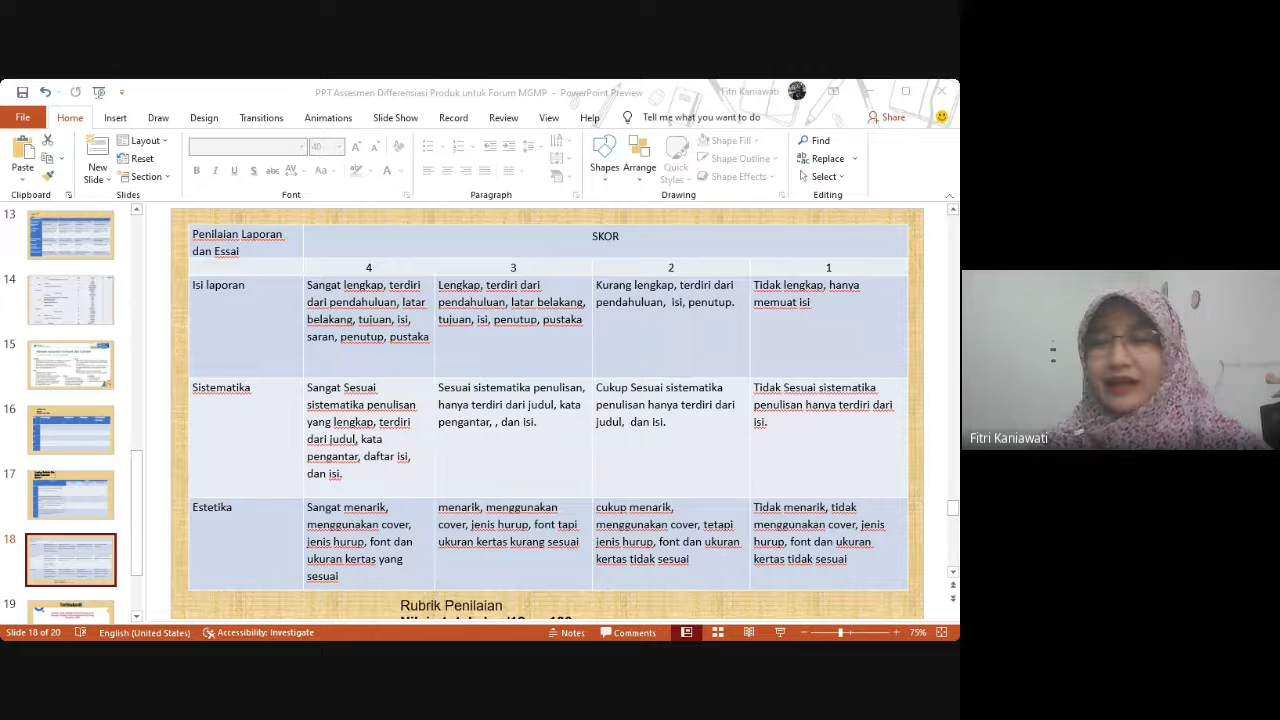 PPT Assesmen Differensiasi Produk untuk Forum MGMP - PowerPoint Preview
Fitri Kaniawati
File Home Insert Draw Design Transitions Animations Slide Show Record Review View Help Tell me what you want to do Share
Paste
New
Slide
Layout
Reset
Section
40
B I U S abc AV Aa A
Shapes
Arrange
Quick
Styles
Shape Fill
Shape Outline
Shape Effects
Find
Replace
Select
Clipboard Slides Font Paragraph Drawing Editing
13
14
15
16
17
18
19
Penilaian Laporan
dan Essai
SKOR
4 3 2 1
Isi laporan
Sangat lengkap, terdiri
dari pendahuluan, latar
belakang, tujuan, isi,
saran, penutup, pustaka
Lengkap, terdiri dari
pendahuluan, latar belakang,
tujuan, isi, penutup, pustaka
Kurang lengkap, terdiri dari
pendahuluan, isi, penutup.
Tidak lengkap, hanya
memuat isi
Sistematika
Sangat Sesuai
sistematika penulisan
yang lengkap, terdiri
dari judul, kata
pengantar, daftar isi,
dan isi.
Sesuai sistematika penulisan,
hanya terdiri dari judul, kata
pengantar, , dan isi.
Cukup Sesuai sistematika
penulisan hanya terdiri dari
judul, dan isi.
Tidak Sesuai sistematika
penulisan hanya terdiri dari
isi.
Estetika
Sangat menarik,
menggunakan cover,
jenis hurup, font dan
ukuran kertas yang
sesuai
menarik, menggunakan
cover, jenis hurup, font tapi
ukuran kertas kurang sesuai
cukup menarik,
menggunakan cover, tetapi
jenis hurup, font dan ukuran
kertas tidak sesuai
Tidak menarik, tidak
menggunakan cover, jenis
hurup, font dan ukuran
kertas tidak sesuai
Rubrik Penilaian
Slide 18 of 20 English (United States) Accessibility: Investigate Notes Comments 75%
Fitri Kaniawati